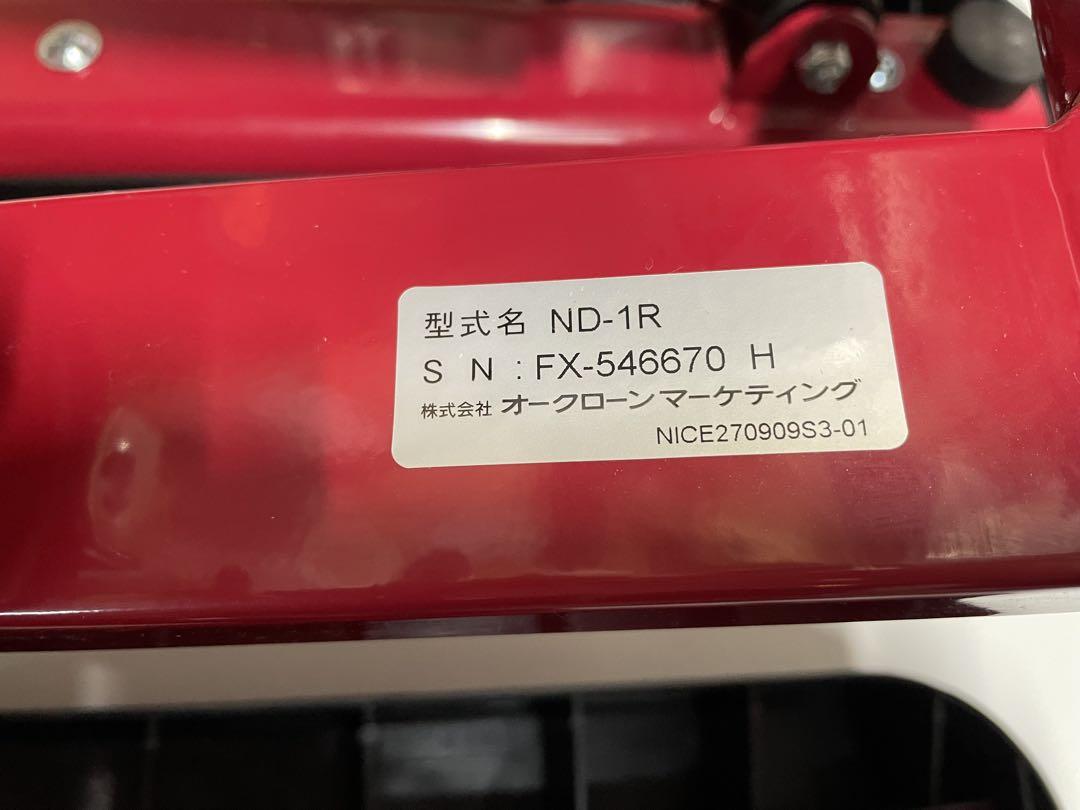 型式名 ND-1R
S N : FX-546670 H
株式会社 オークローンマーケティング
NICE270909S3-01